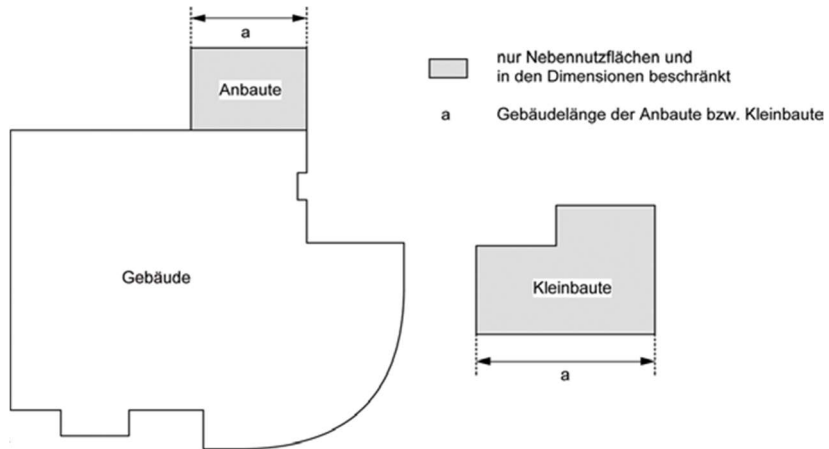 a
Anbaute
nur Nebennutzflächen und
in den Dimensionen beschränkt
a Gebäudelänge der Anbaute bzw. Kleinbaute
Gebäude
Kleinbaute
a